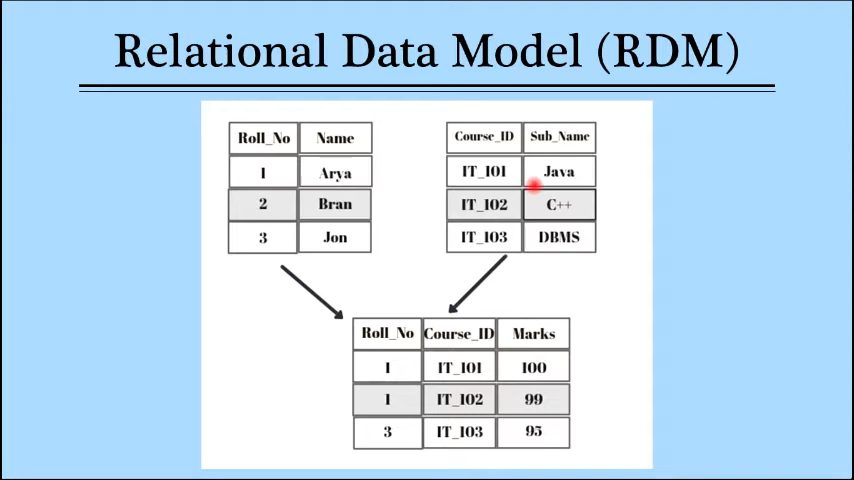 Relational Data Model (RDM)
Roll_No Name
1 Arya
2 Bran
3 Jon
Course_ID Sub_Name
IT_101 Java
IT_102 C++
IT_103 DBMS
Roll_No Course_ID Marks
1 IT_101 100
1 IT_102 99
3 IT_103 95